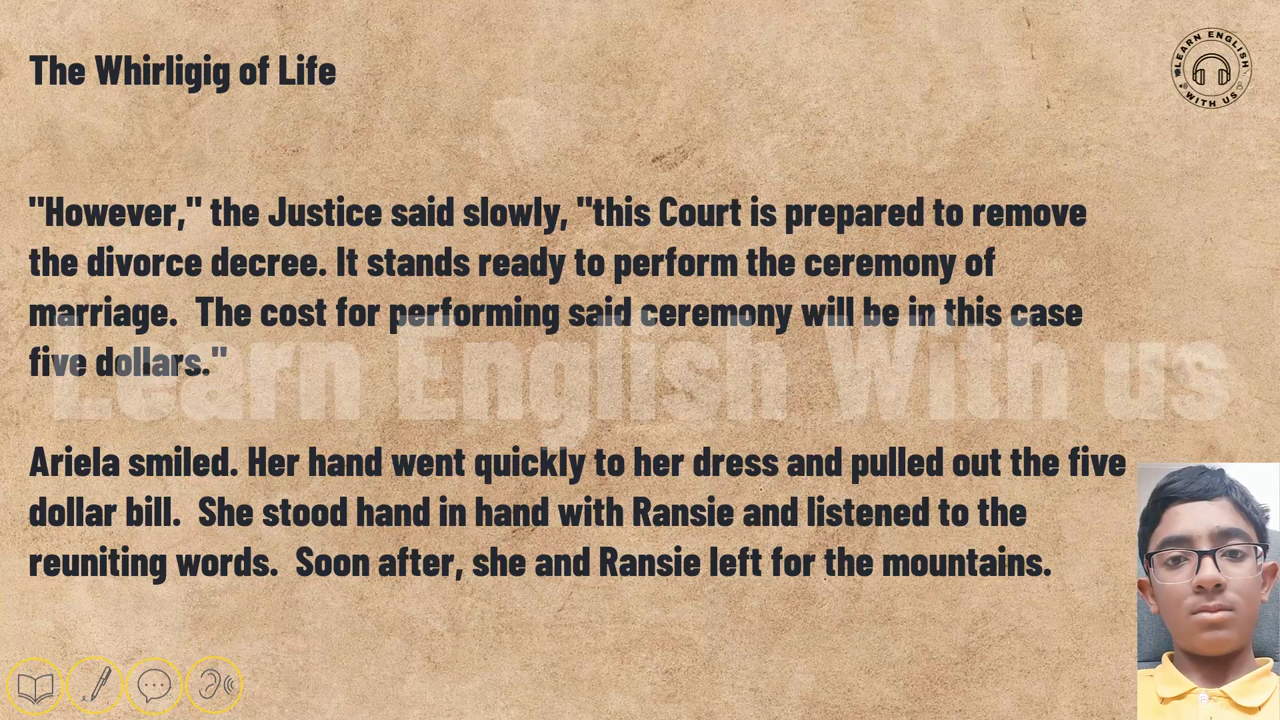 The Whirligig of Life
LEARN ENGLISH
WITH US
"However," the Justice said slowly, "this Court is prepared to remove
the divorce decree. It stands ready to perform the ceremony of
marriage.  The cost for performing said ceremony will be in this case
five dollars."
Learn English With us
Ariela smiled. Her hand went quickly to her dress and pulled out the five
dollar bill.  She stood hand in hand with Ransie and listened to the
reuniting words.  Soon after, she and Ransie left for the mountains.